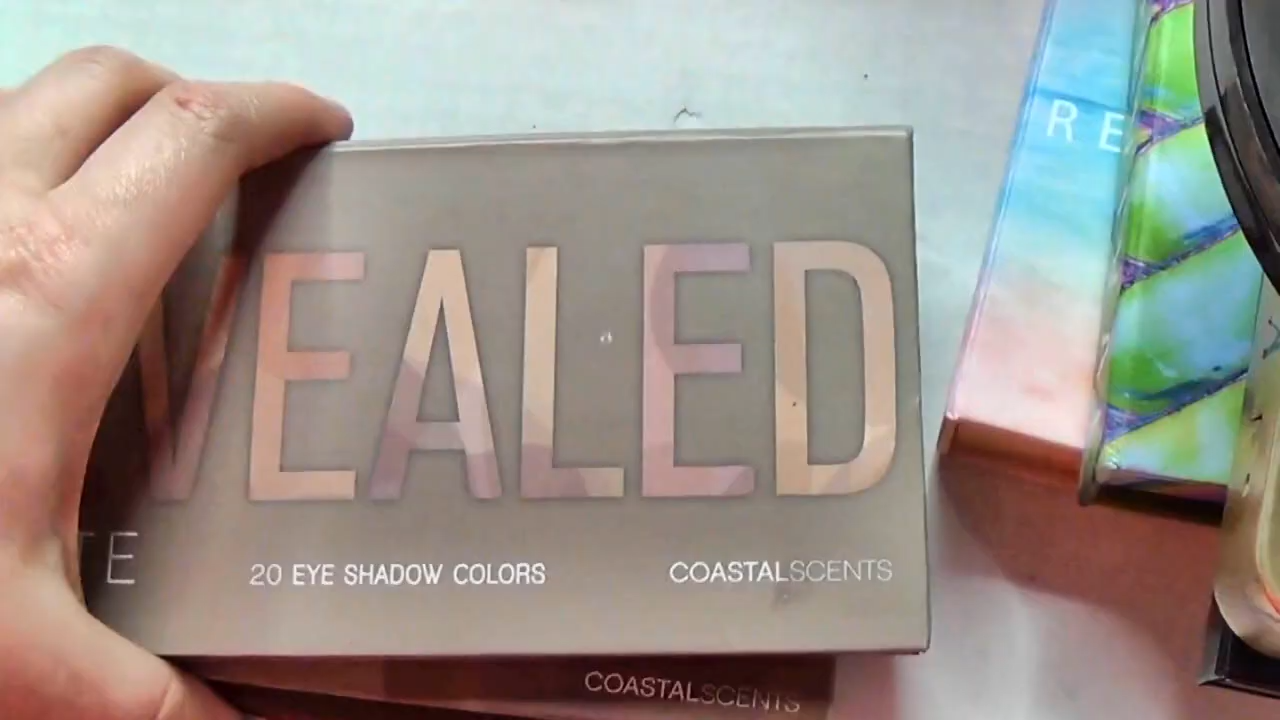 VEALED
TE
20 EYE SHADOW COLORS
COASTALSCENTS
COASTALSCENTS
RE